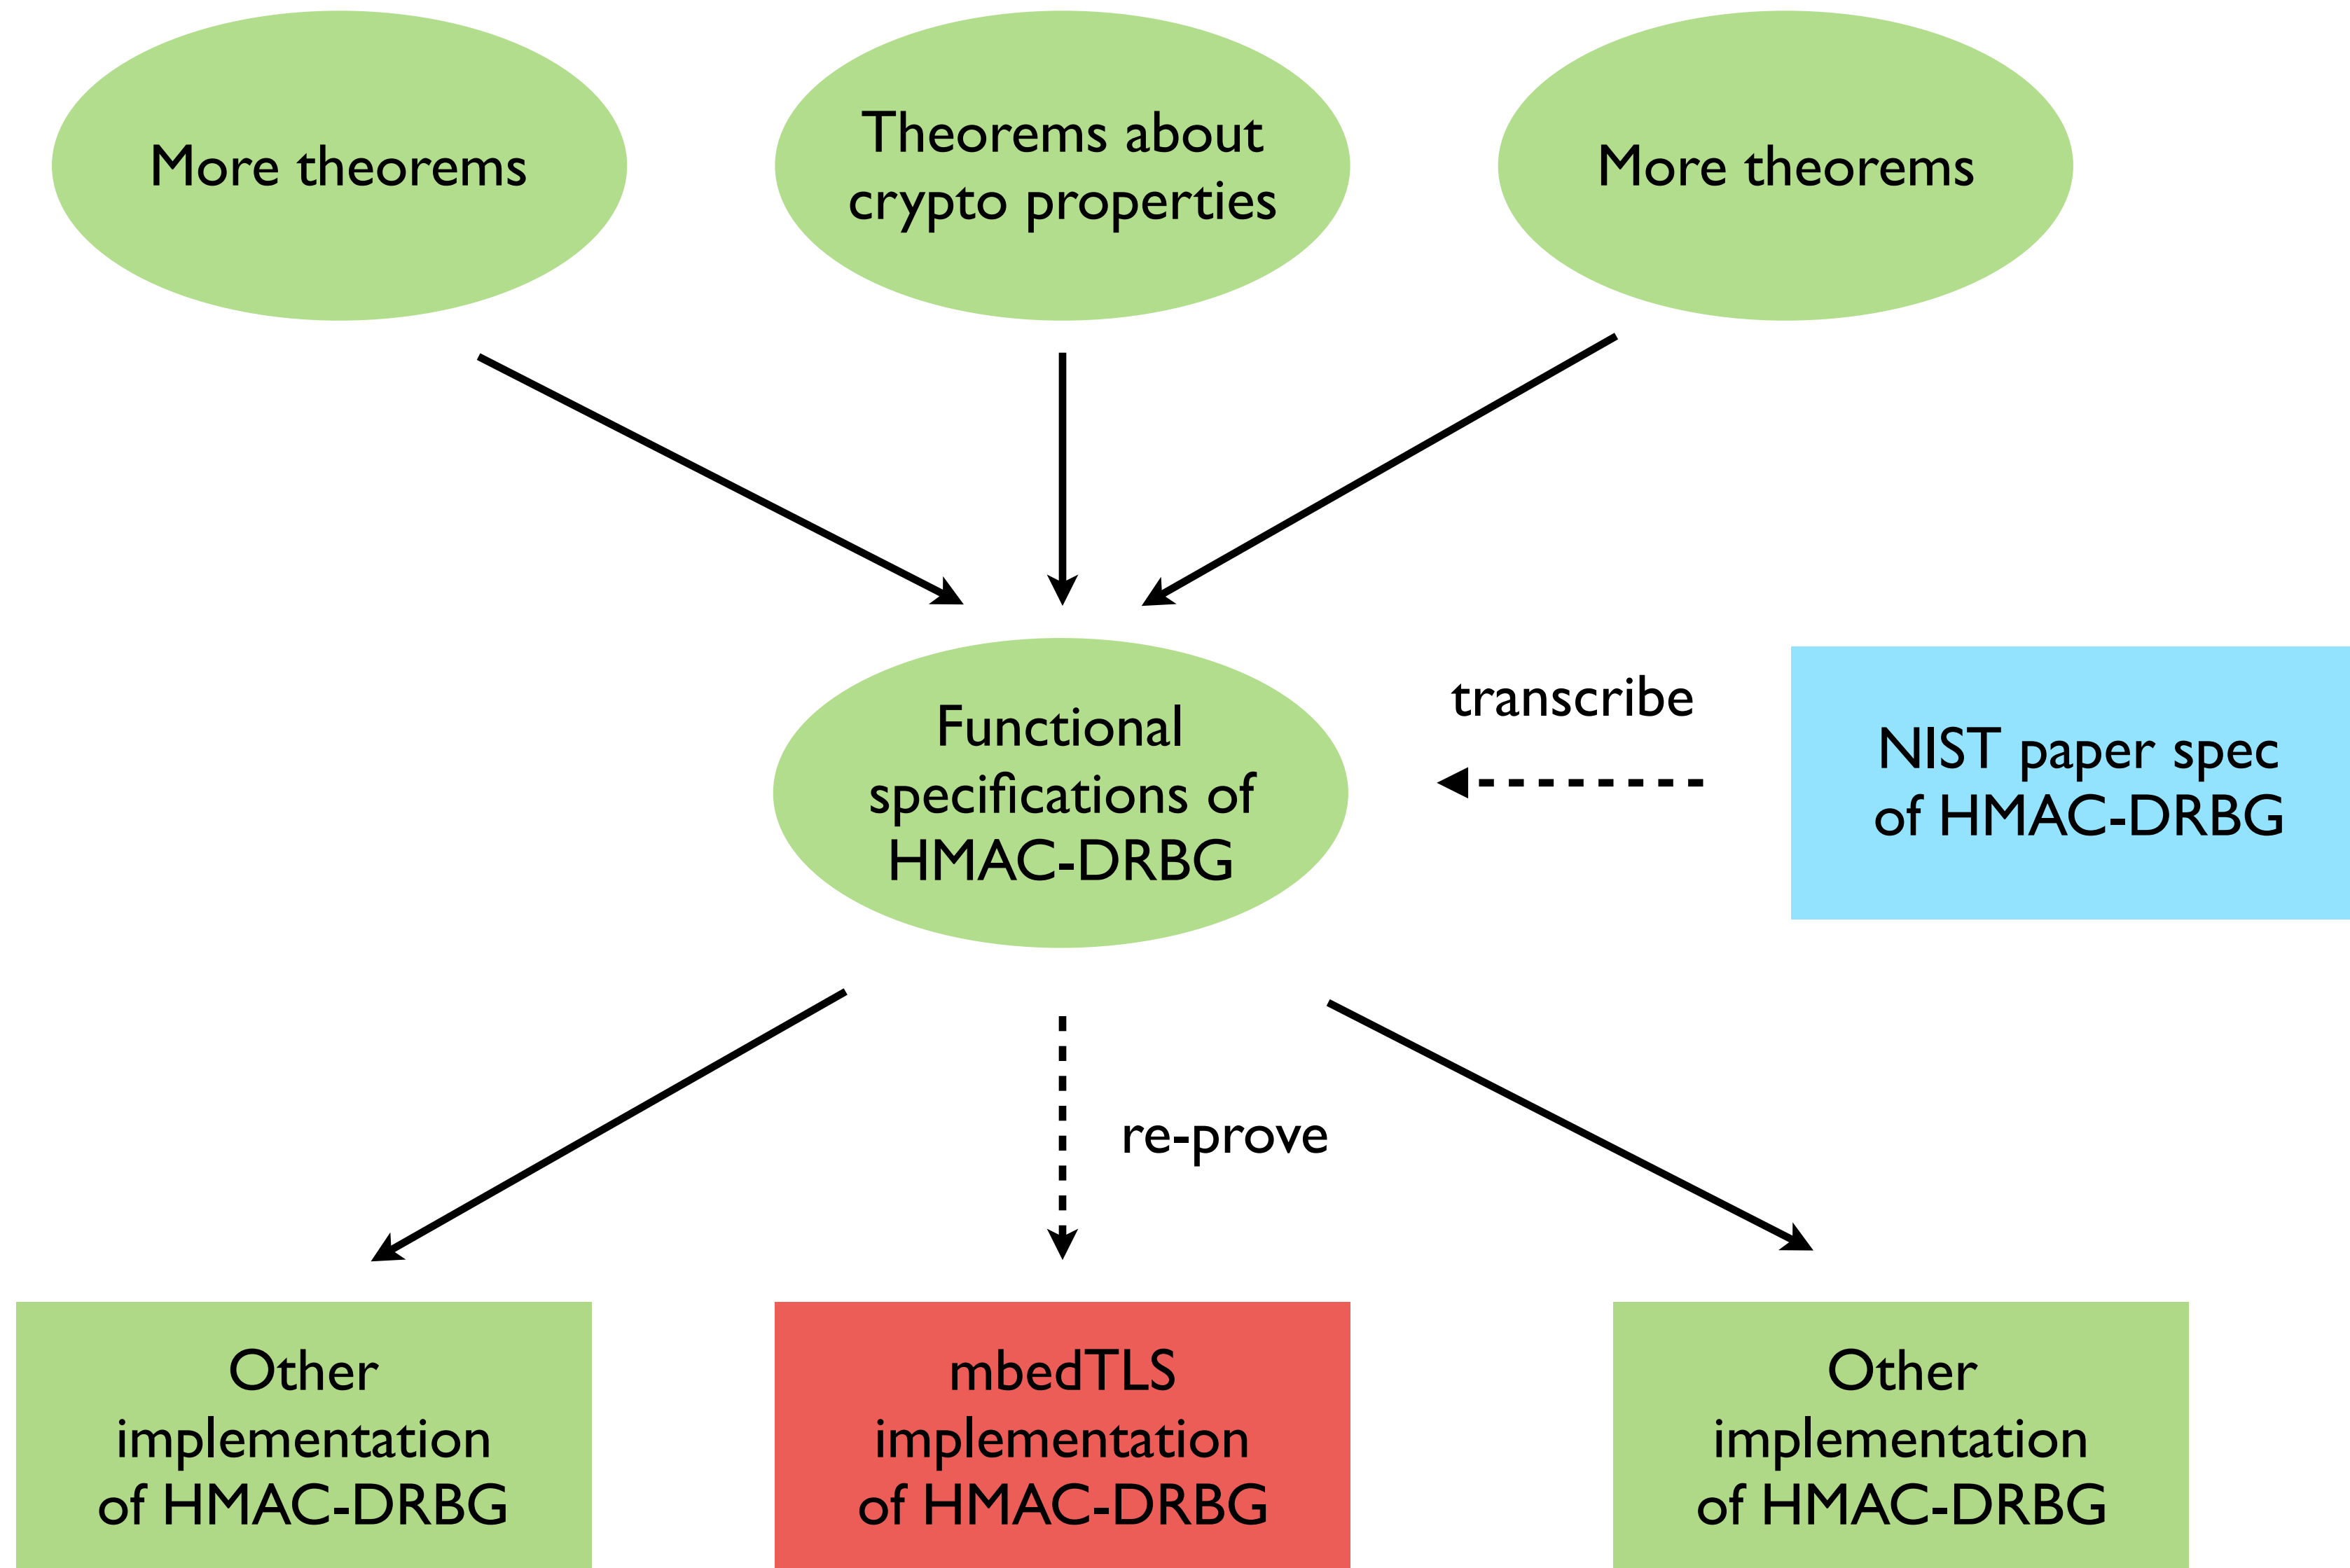 More theorems
Theorems about
crypto properties
More theorems
Functional
specifications of
HMAC-DRBG
transcribe
NIST paper spec
of HMAC-DRBG
re-prove
Other
implementation
of HMAC-DRBG
mbedTLS
implementation
of HMAC-DRBG
Other
implementation
of HMAC-DRBG